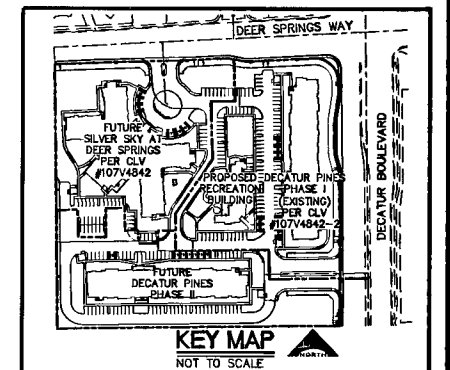 DEER SPRINGS WAY
DECATUR BOULEVARD
FUTURE
SILVER SKY AT
DEER SPRINGS
PER CLV
#107V4842
PROPOSED
RECREATION
BUILDING
DECATUR PINES
PHASE I
(EXISTING)
PER CLV
#107V4842-2
FUTURE
DECATUR PINES
PHASE II
KEY MAP
NORTH
NOT TO SCALE